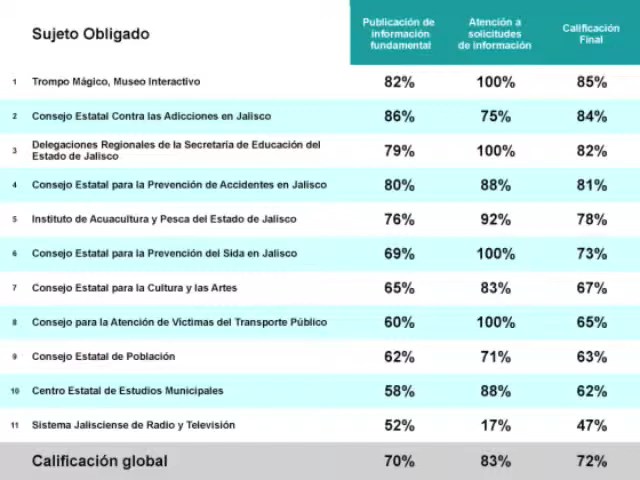 Sujeto Obligado
Publicación de
información
fundamental
Atención a
solicitudes
de información
Calificación
Final
1 Trompo Mágico, Museo Interactivo 82% 100% 85%
2 Consejo Estatal Contra las Adicciones en Jalisco 86% 75% 84%
3 Delegaciones Regionales de la Secretaría de Educación del
Estado de Jalisco 79% 100% 82%
4 Consejo Estatal para la Prevención de Accidentes en Jalisco 80% 88% 81%
5 Instituto de Acuacultura y Pesca del Estado de Jalisco 76% 92% 78%
6 Consejo Estatal para la Prevención del Sida en Jalisco 69% 100% 73%
7 Consejo Estatal para la Cultura y las Artes 65% 83% 67%
8 Consejo para la Atención de Víctimas del Transporte Público 60% 100% 65%
9 Consejo Estatal de Población 62% 71% 63%
10 Centro Estatal de Estudios Municipales 58% 88% 62%
11 Sistema Jalisciense de Radio y Televisión 52% 17% 47%
Calificación global 70% 83% 72%